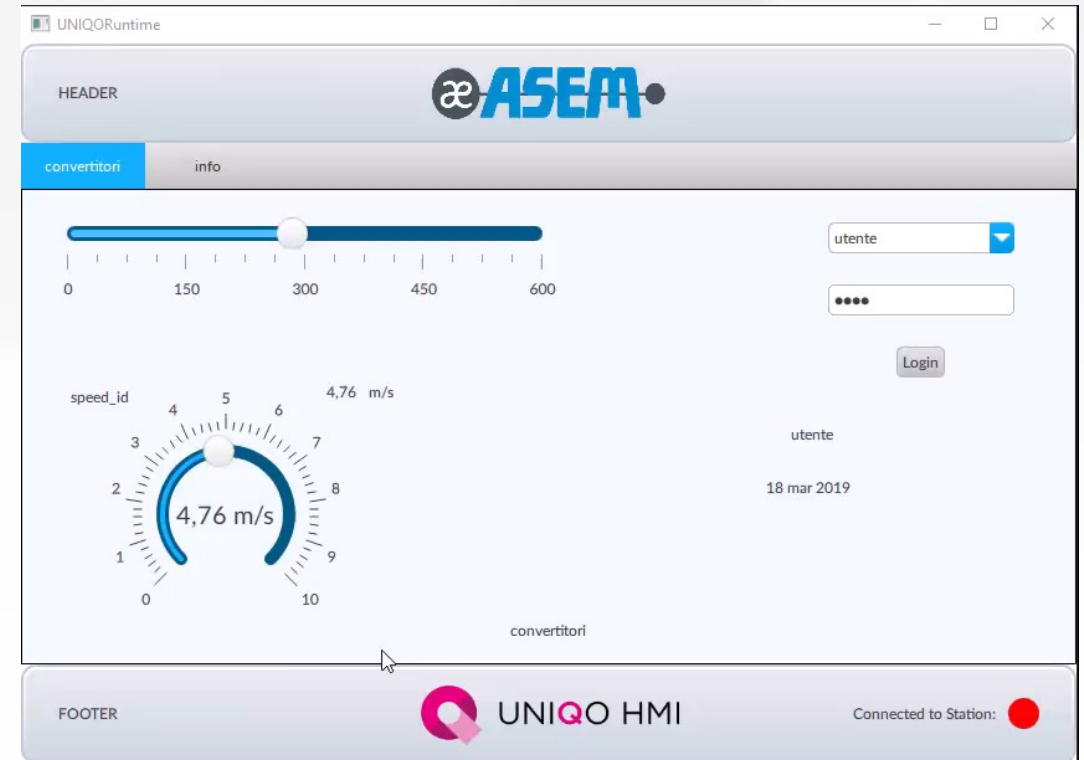 UNIQORuntime
HEADER
æ ASEM
convertitori info
0 150 300 450 600
utente
••••
Login
speed_id
4,76 m/s
0 1 2 3 4 5 6 7 8 9 10
4,76 m/s
utente
18 mar 2019
convertitori
FOOTER
UNIQO HMI
Connected to Station: